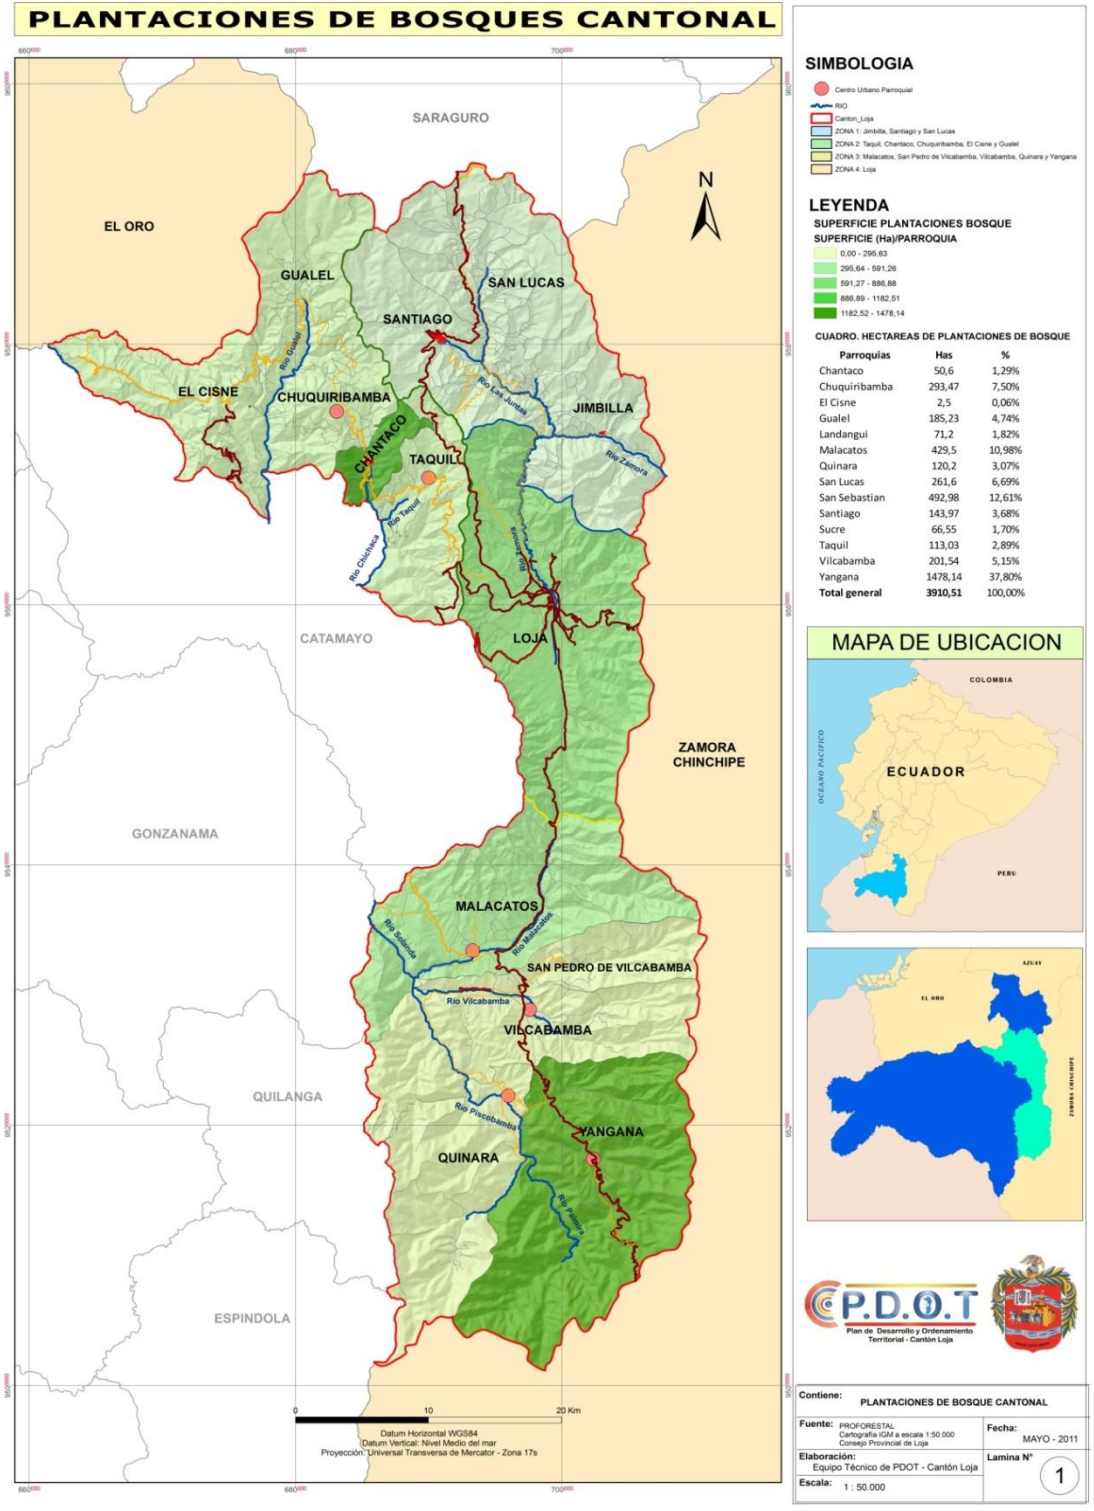 PLANTACIONES DE BOSQUES CANTONAL
660000
680000
700000
SARAGURO
EL ORO
GUALEL
SAN LUCAS
SANTIAGO
Rio Gualel
EL CISNE
CHUQUIRIBAMBA
Rio Las Juntas
JIMBILLA
CHANTACO
TAQUIL
Rio Zamora
Rio Taquil
Rio Zamora
Rio Chichaca
LOJA
CATAMAYO
ZAMORA
CHINCHIPE
GONZANAMA
MALACATOS
Rio Solanda
Rio Malacatos
SAN PEDRO DE VILCABAMBA
Rio Vilcabamba
VILCABAMBA
QUILANGA
Rio Piscobamba
YANGANA
QUINARA
Rio Palmira
ESPINDOLA
0 10 20 Km
Datum Horizontal WGS84
Datum Vertical: Nivel Medio del mar
Proyección: Universal Transversa de Mercator - Zona 17s
660000
680000
700000
N
SIMBOLOGIA
Centro Urbano Parroquial
RIO
Canton_Loja
ZONA 1: Jimbilla, Santiago y San Lucas
ZONA 2: Taquil, Chantaco, Chuquiribamba, El Cisne y Gualel
ZONA 3: Malacatos, San Pedro de Vilcabamba, Vilcabamba, Quinara y Yangana
ZONA 4: Loja
LEYENDA
SUPERFICIE PLANTACIONES BOSQUE
SUPERFICIE (Ha)/PARROQUIA
0,00 - 295,63
295,64 - 591,26
591,27 - 886,88
886,89 - 1182,51
1182,52 - 1478,14
CUADRO. HECTAREAS DE PLANTACIONES DE BOSQUE
Parroquias Has %
Chantaco 50,6 1,29%
Chuquiribamba 293,47 7,50%
El Cisne 2,5 0,06%
Gualel 185,23 4,74%
Landangui 71,2 1,82%
Malacatos 429,5 10,98%
Quinara 120,2 3,07%
San Lucas 261,6 6,69%
San Sebastian 492,98 12,61%
Santiago 143,97 3,68%
Sucre 66,55 1,70%
Taquil 113,03 2,89%
Vilcabamba 201,54 5,15%
Yangana 1478,14 37,80%
Total general 3910,51 100,00%
MAPA DE UBICACION
COLOMBIA
OCEANO PACIFICO
ECUADOR
PERU
AZUAY
EL ORO
ZAMORA CHINCHIPE
P.D.O.T
Plan de Desarrollo y Ordenamiento
Territorial - Cantón Loja
Contiene:
PLANTACIONES DE BOSQUE CANTONAL
Fuente: PROFORESTAL
Cartografía IGM a escala 1:50.000
Consejo Provincial de Loja
Fecha:
MAYO - 2011
Elaboración:
Equipo Técnico de PDOT - Cantón Loja
Lamina N°
1
Escala: 1 : 50.000